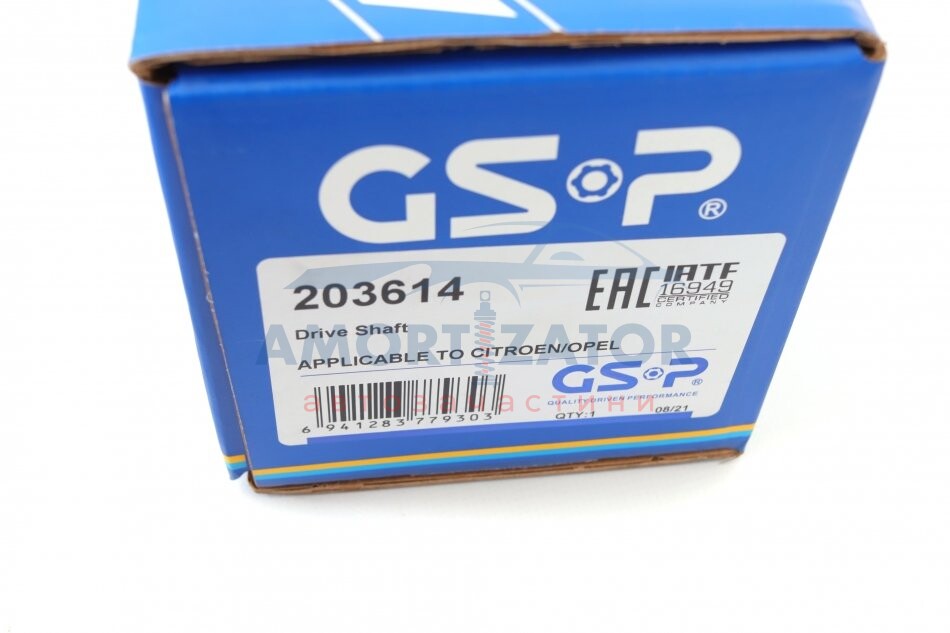 GSP®
203614
EAC IATF
16949
CERTIFIED
COMPANY
Drive Shaft
AMORTIZATOR
APPLICABLE TO CITROEN/OPEL
GSP®
QUALITY DRIVEN PERFORMANCE
автозапчастини
6 941283 779303
QTY:1 08/21